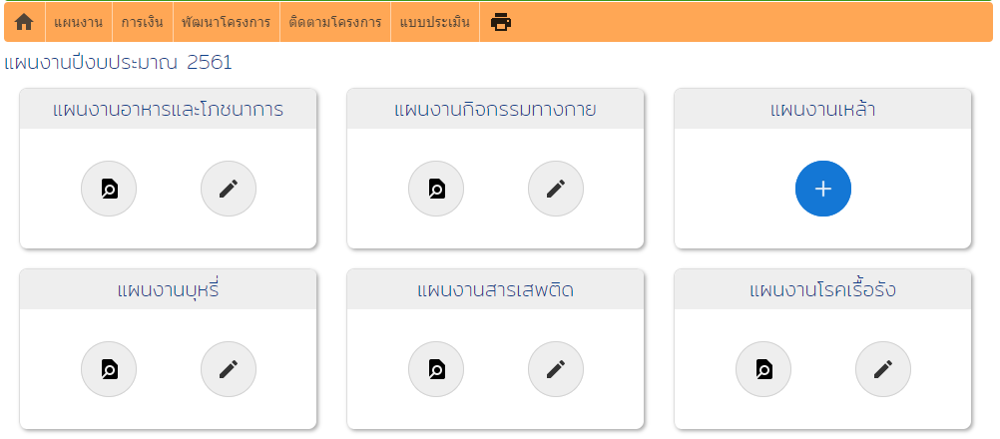 แผนงาน การเงิน พัฒนาโครงการ ติดตามโครงการ แบบประเมิน
แผนงานปีงบประมาณ 2561
แผนงานอาหารและโภชนาการ แผนงานกิจกรรมทางกาย แผนงานเหล้า
แผนงานบุหรี่ แผนงานสารเสพติด แผนงานโรคเรื้อรัง